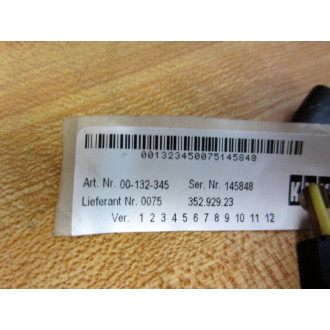 001323450075145848
Art. Nr. 00-132-345 Ser. Nr. 145848
Lieferant Nr. 0075 352.929.23
Ver. 1 2 3 4 5 6 7 8 9 10 11 12